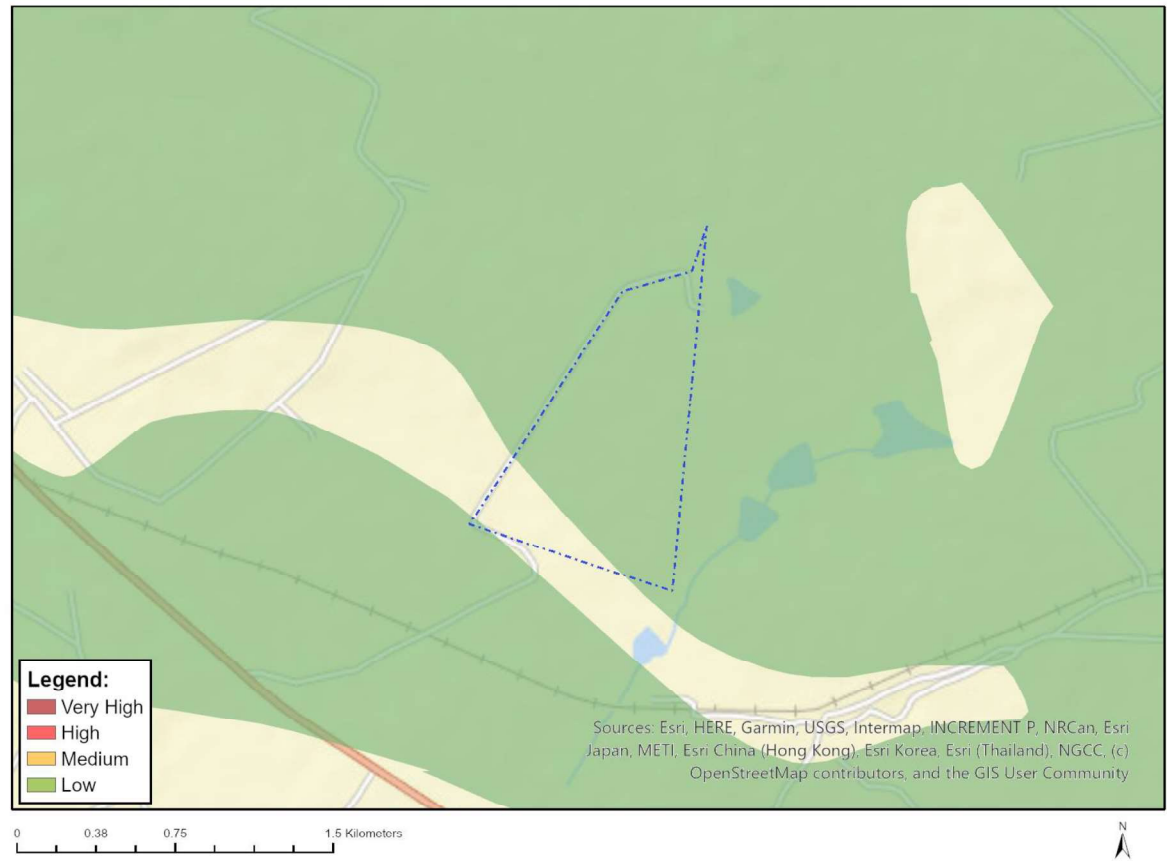 Legend:
Very High
High
Medium
Low
Sources: Esri, HERE, Garmin, USGS, Intermap, INCREMENT P, NRCan, Esri
Japan, METI, Esri China (Hong Kong), Esri Korea, Esri (Thailand), NGCC, (c)
OpenStreetMap contributors, and the GIS User Community
0 0.38 0.75 1.5 Kilometers
N